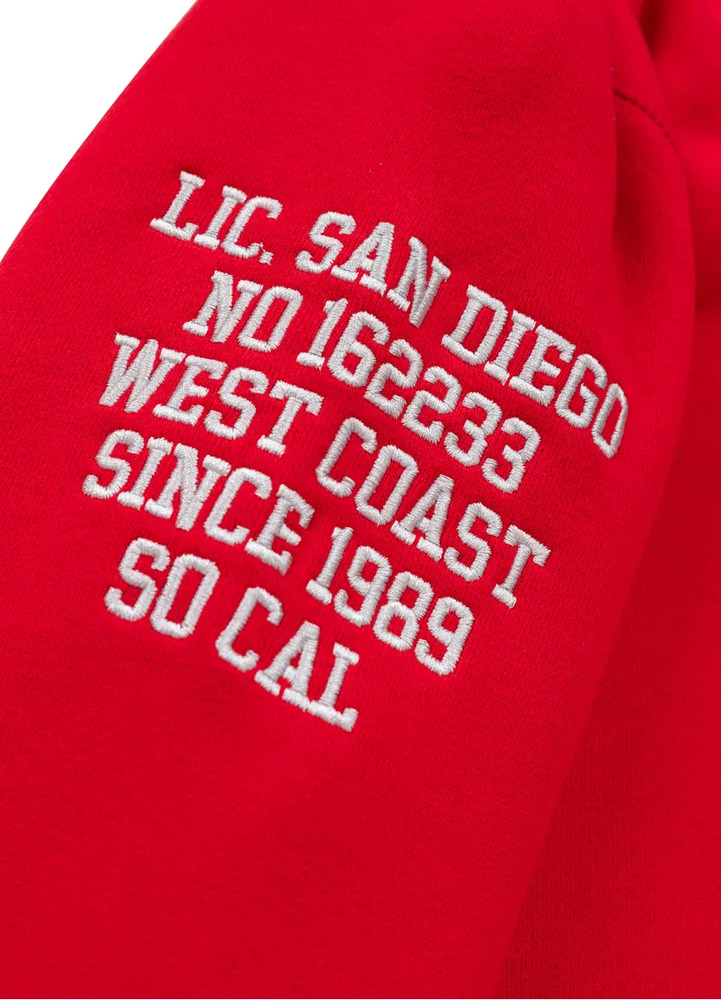 LIC. SAN DIEGO
NO 162233
WEST COAST
SINCE 1989
SO CAL